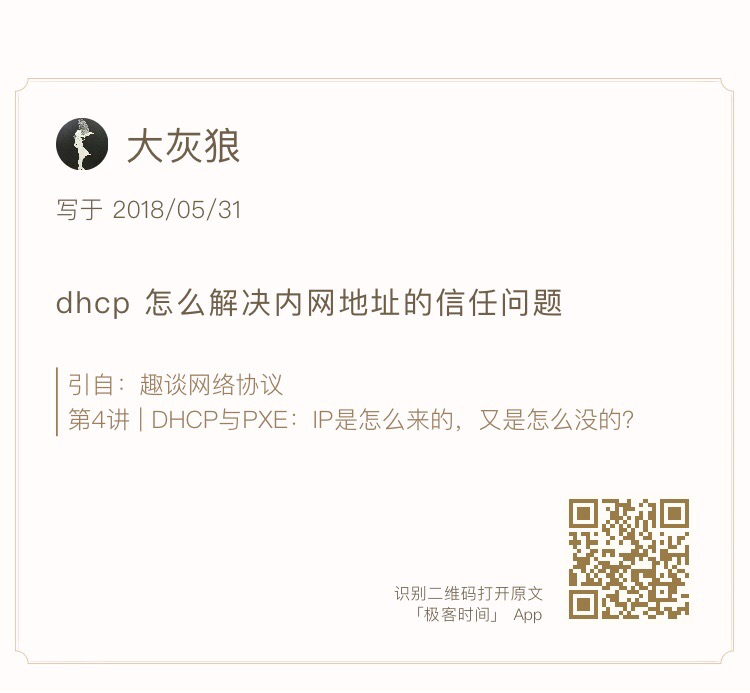 大灰狼
写于 2018/05/31
dhcp 怎么解决内网地址的信任问题
引自：趣谈网络协议
第4讲 | DHCP与PXE：IP是怎么来的，又是怎么没的？
识别二维码打开原文
「极客时间」 App